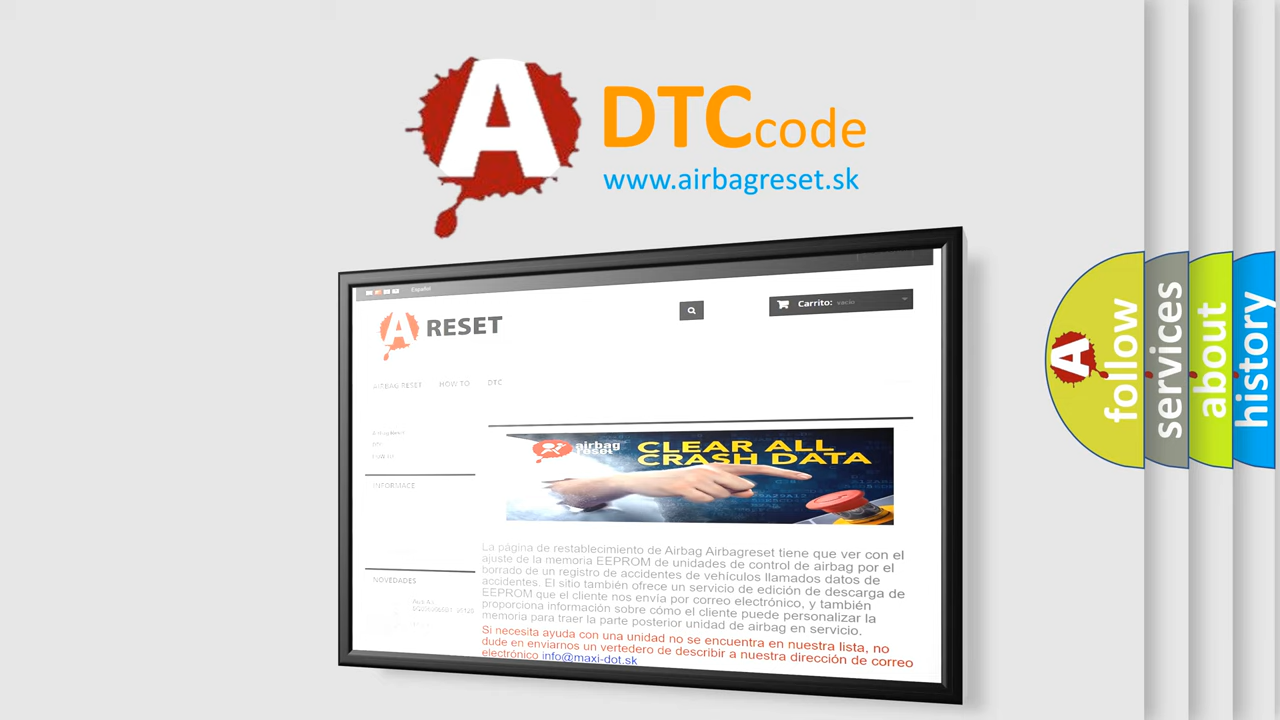 A DTCcode
www.airbagreset.sk
Español
A RESET
Carrito: vacío
AIRBAG RESET HOW TO DTC
INFORMACE
NOVEDADES
airbag
reset
CLEAR ALL
CRASH DATA
La página de restablecimiento de Airbag Airbagreset tiene que ver con el
ajuste de la memoria EEPROM de unidades de control de airbag por el
borrado de un registro de accidentes de vehículos llamados datos de
accidentes. El sitio también ofrece un servicio de edición de descarga de
EEPROM que el cliente nos envía por correo electrónico, y también
proporciona información sobre cómo el cliente puede personalizar la
memoria para traer la parte posterior unidad de airbag en servicio.
Si necesita ayuda con una unidad no se encuentra en nuestra lista, no
dude en enviarnos un vertedero de describir a nuestra dirección de correo
electrónico info@maxi-dot.sk
A
follow
services
about
history